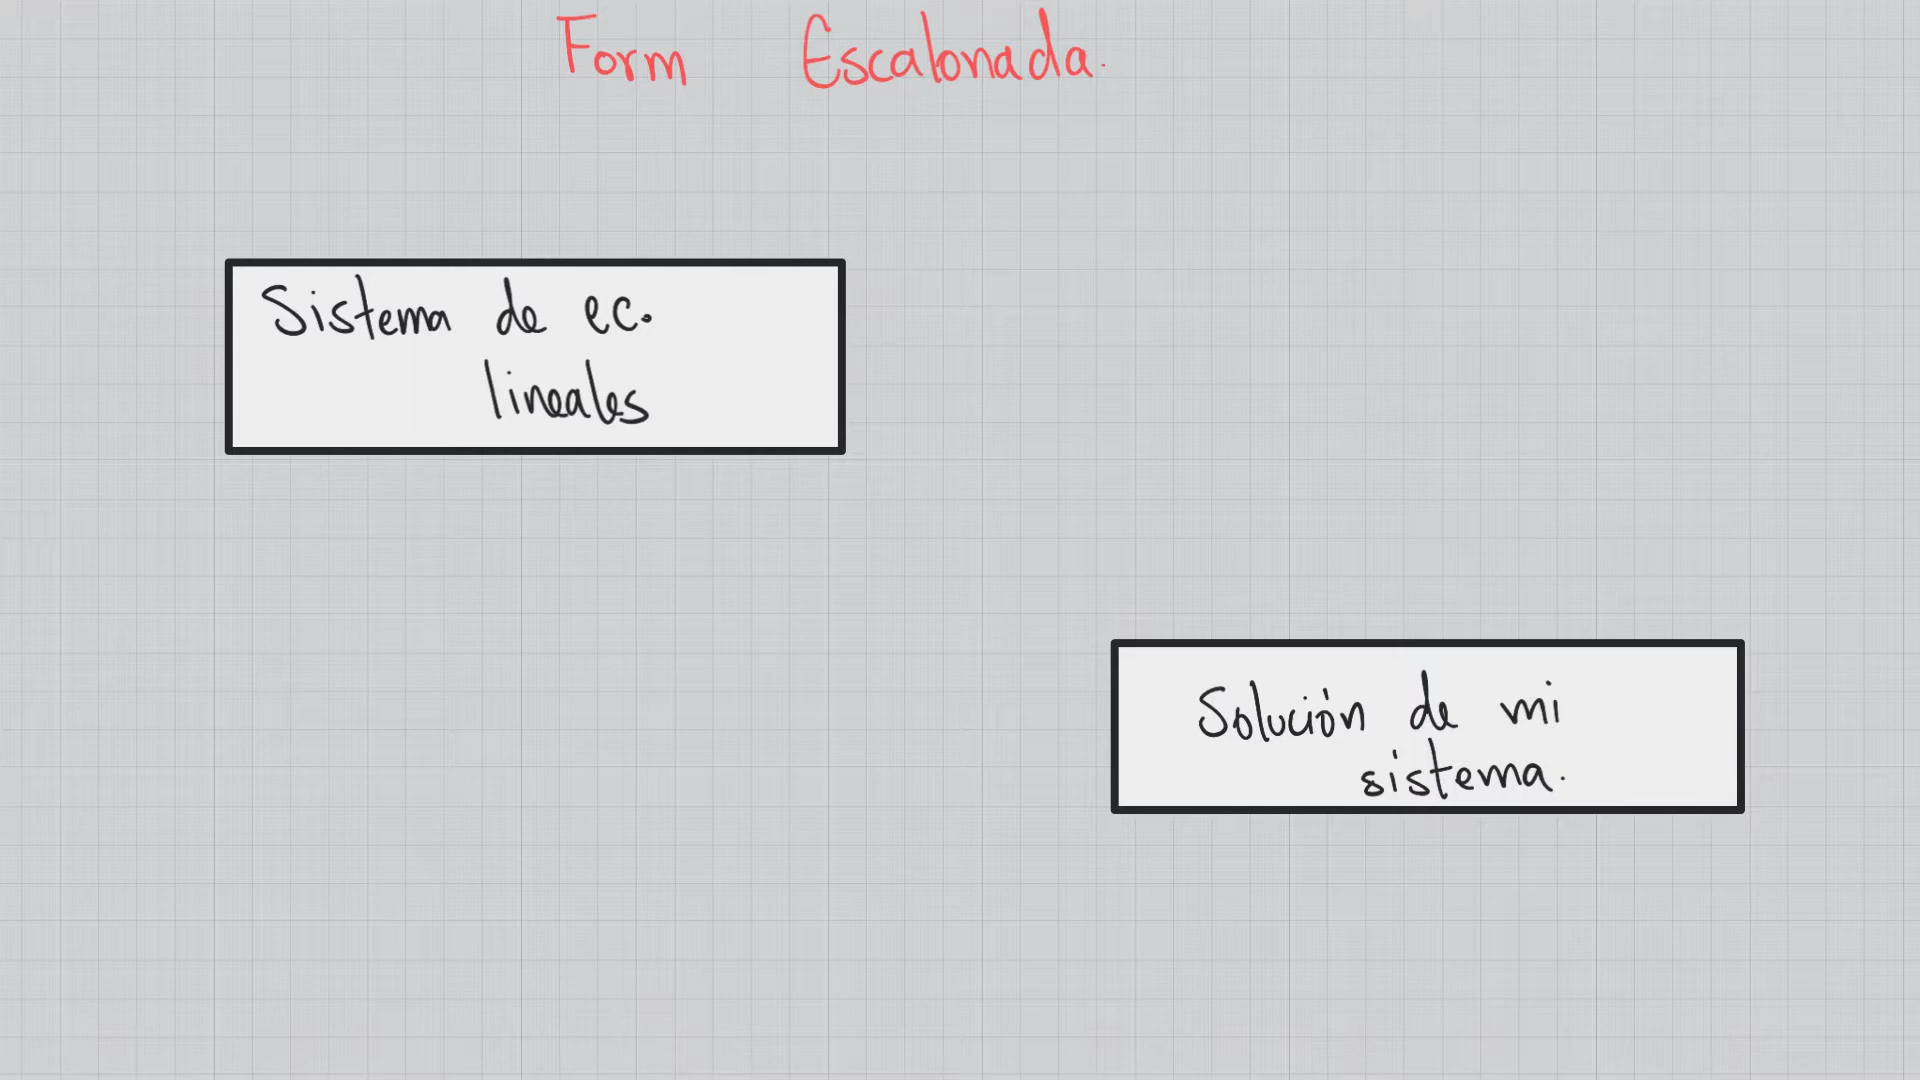 Form Escalonada.
Sistema de ec.
lineales
Solución de mi
sistema.